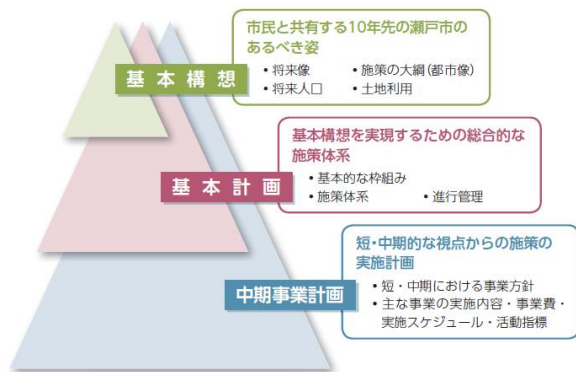 市民と共有する10年先の瀬戸市の
あるべき姿
基本構想
・将来像 ・施策の大綱(都市像)
・将来人口 ・土地利用
基本構想を実現するための総合的な
施策体系
基本計画
・基本的な枠組み
・施策体系 ・進行管理
短・中期的な視点からの施策の
実施計画
中期事業計画
・短・中期における事業方針
・主な事業の実施内容・事業費・
実施スケジュール・活動指標